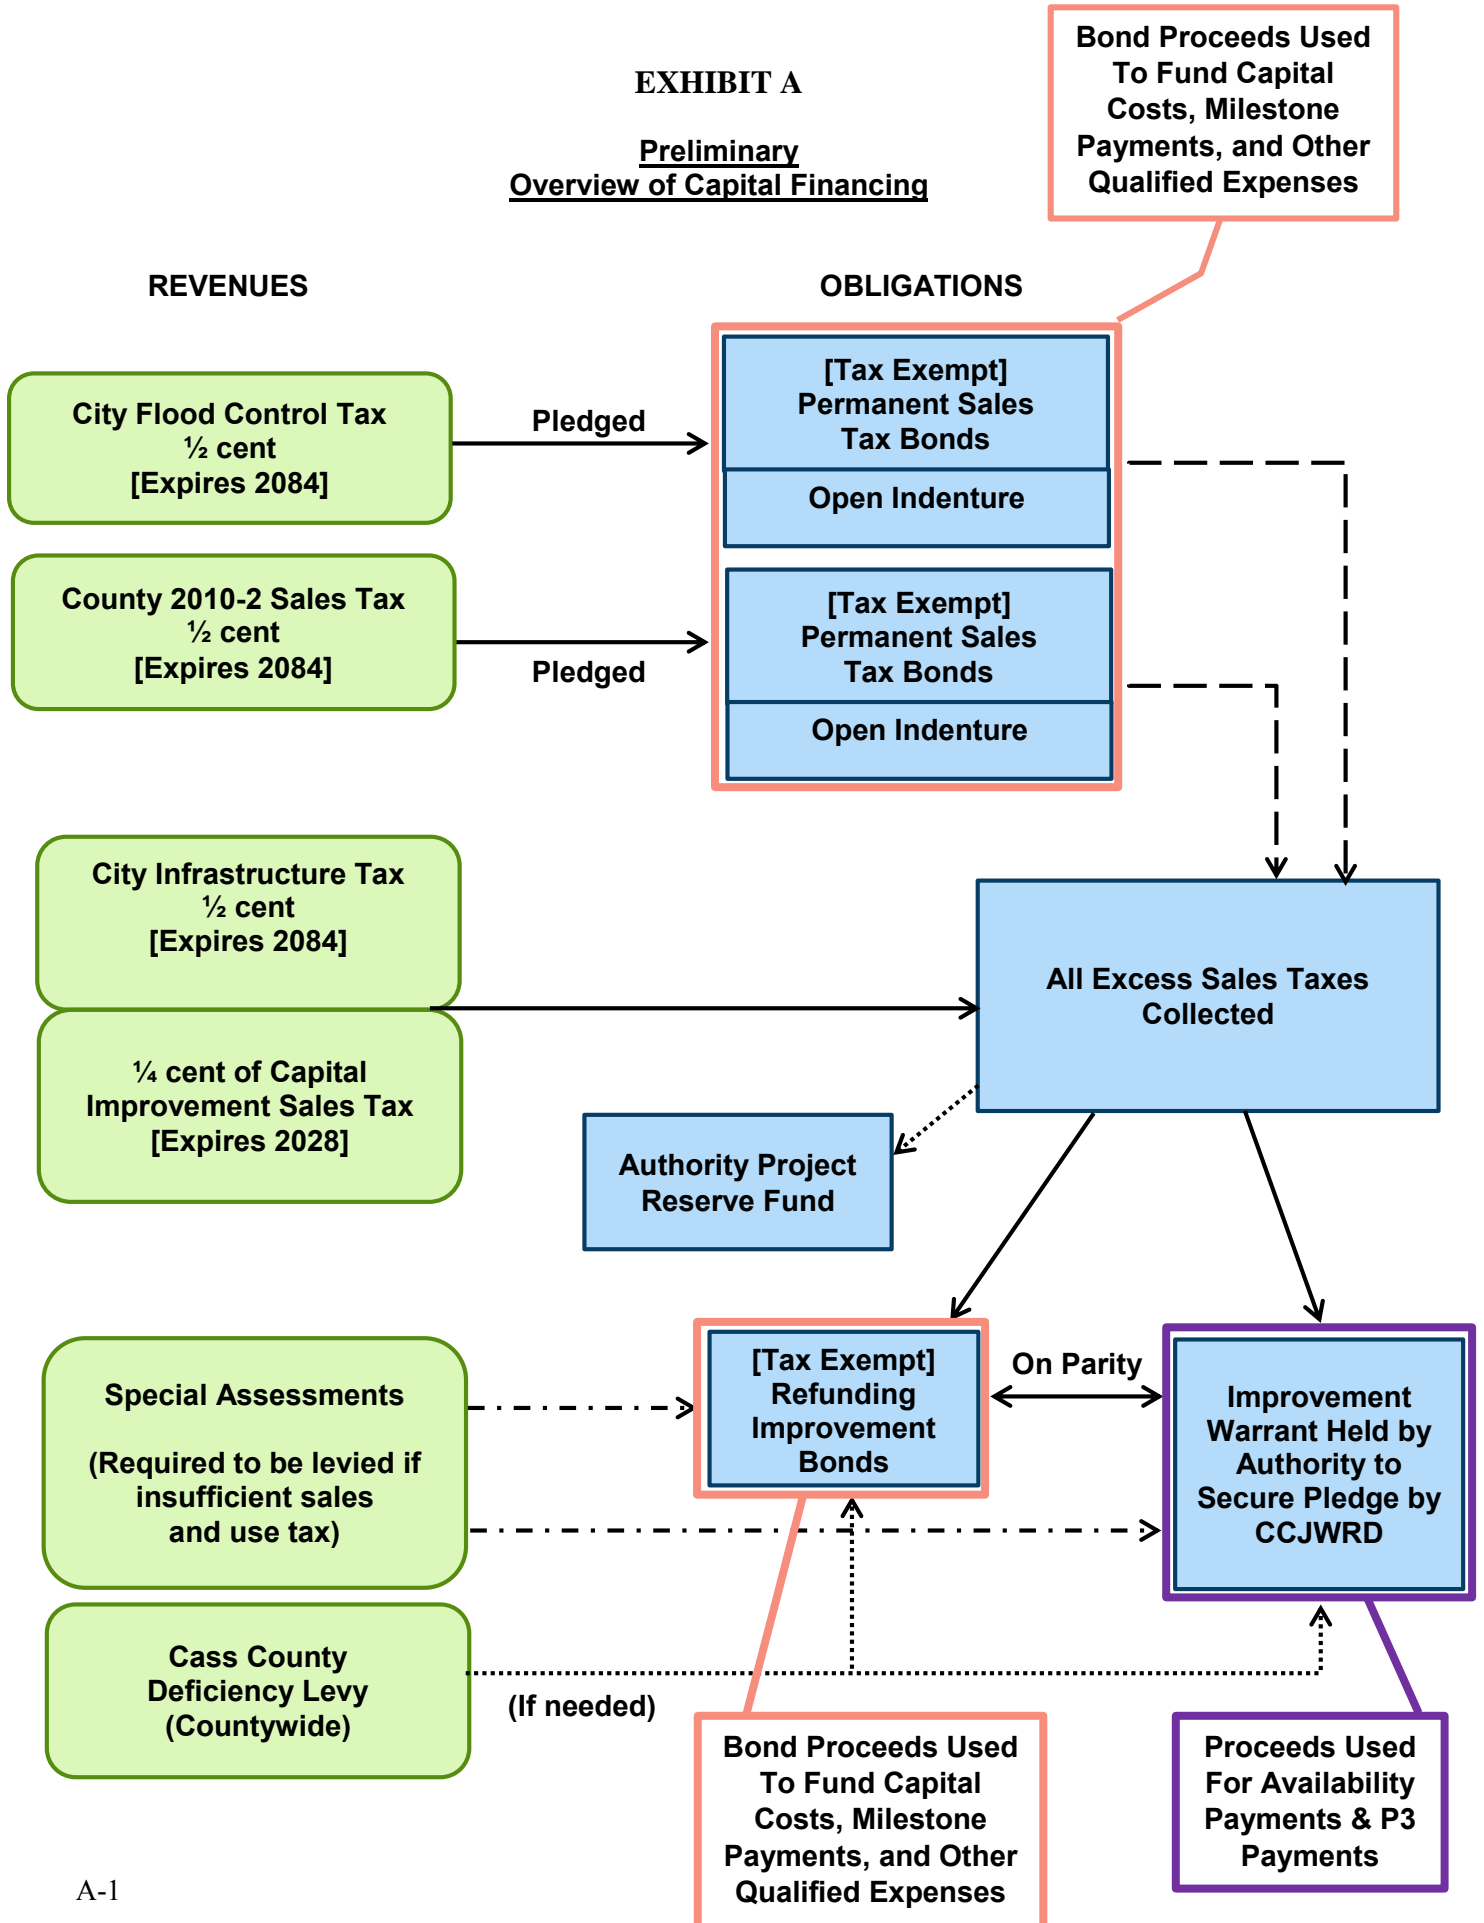 EXHIBIT A
Preliminary
Overview of Capital Financing
Bond Proceeds Used
To Fund Capital
Costs, Milestone
Payments, and Other
Qualified Expenses
REVENUES
OBLIGATIONS
City Flood Control Tax
½ cent
[Expires 2084]
Pledged
[Tax Exempt]
Permanent Sales
Tax Bonds
Open Indenture
County 2010-2 Sales Tax
½ cent
[Expires 2084]
Pledged
[Tax Exempt]
Permanent Sales
Tax Bonds
Open Indenture
City Infrastructure Tax
½ cent
[Expires 2084]
¼ cent of Capital
Improvement Sales Tax
[Expires 2028]
All Excess Sales Taxes
Collected
Authority Project
Reserve Fund
Special Assessments
(Required to be levied if
insufficient sales
and use tax)
[Tax Exempt]
Refunding
Improvement
Bonds
On Parity
Improvement
Warrant Held by
Authority to
Secure Pledge by
CCJWRD
Cass County
Deficiency Levy
(Countywide)
(If needed)
Bond Proceeds Used
To Fund Capital
Costs, Milestone
Payments, and Other
Qualified Expenses
Proceeds Used
For Availability
Payments & P3
Payments
A-1